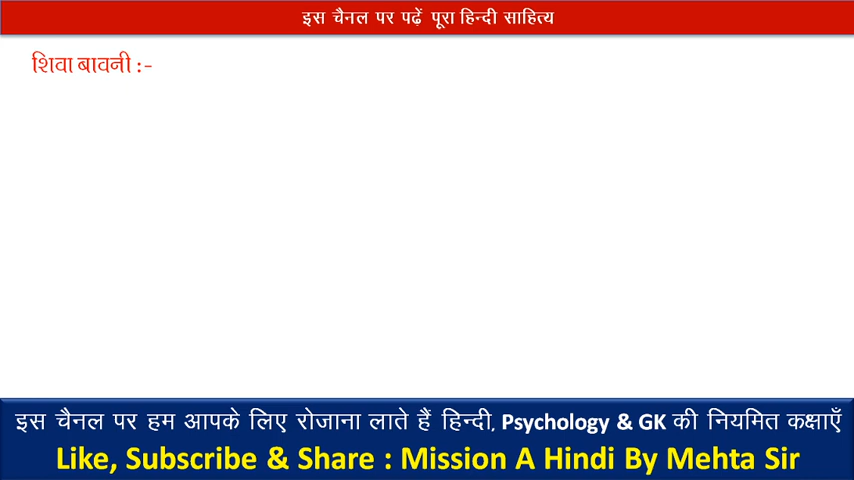 इस चैनल पर पढ़ें पूरा हिन्दी साहित्य
शिवा बावनी :-
इस चैनल पर हम आपके लिए रोजाना लाते हैं हिन्दी, Psychology & GK की नियमित कक्षाएँ
Like, Subscribe & Share : Mission A Hindi By Mehta Sir